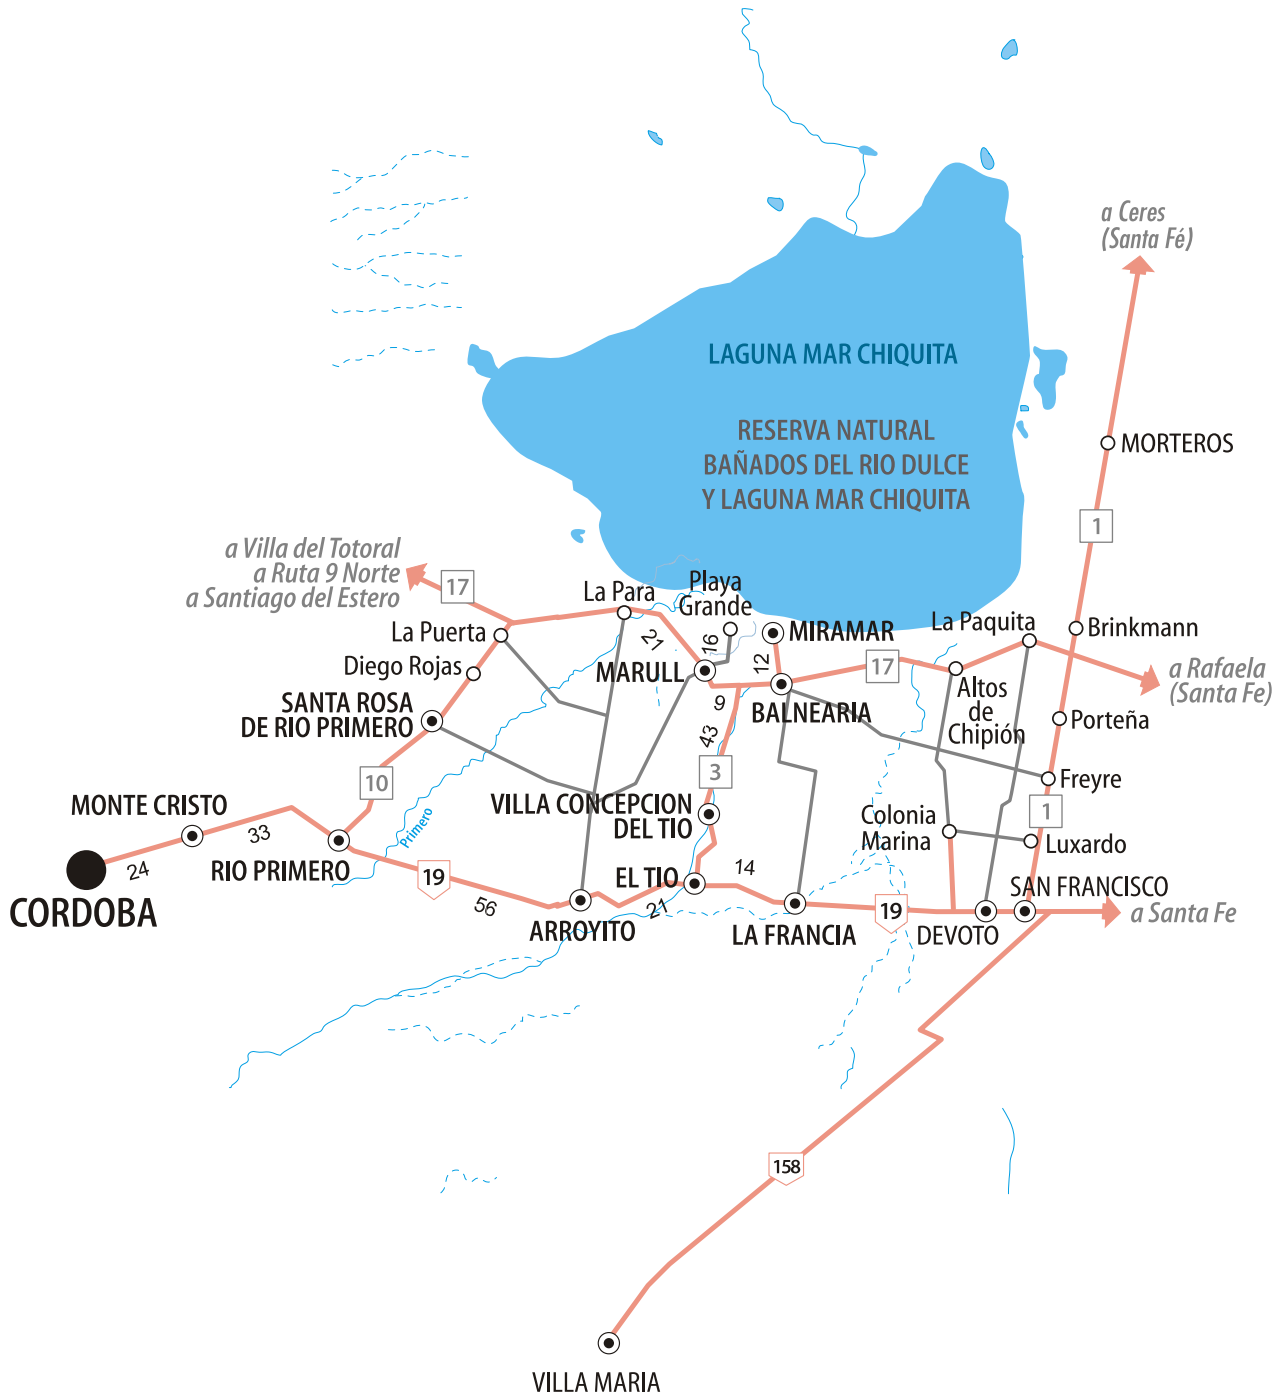 a Ceres
(Santa Fé)
LAGUNA MAR CHIQUITA
RESERVA NATURAL
BAÑADOS DEL RIO DULCE
Y LAGUNA MAR CHIQUITA
MORTEROS
1
a Villa del Totoral
a Ruta 9 Norte
a Santiago del Estero
17
La Para
Playa
Grande
La Puerta
21
16
MIRAMAR
La Paquita
Brinkmann
Diego Rojas
MARULL
12
17
a Rafaela
(Santa Fe)
SANTA ROSA
DE RIO PRIMERO
9
BALNEARIA
Altos
de
Chipión
Porteña
43
3
10
Freyre
MONTE CRISTO
33
Primero
VILLA CONCEPCION
DEL TIO
Colonia
Marina
1
Luxardo
24
RIO PRIMERO
19
EL TIO
14
CORDOBA
56
21
19
SAN FRANCISCO
a Santa Fe
ARROYITO
LA FRANCIA
DEVOTO
158
VILLA MARIA